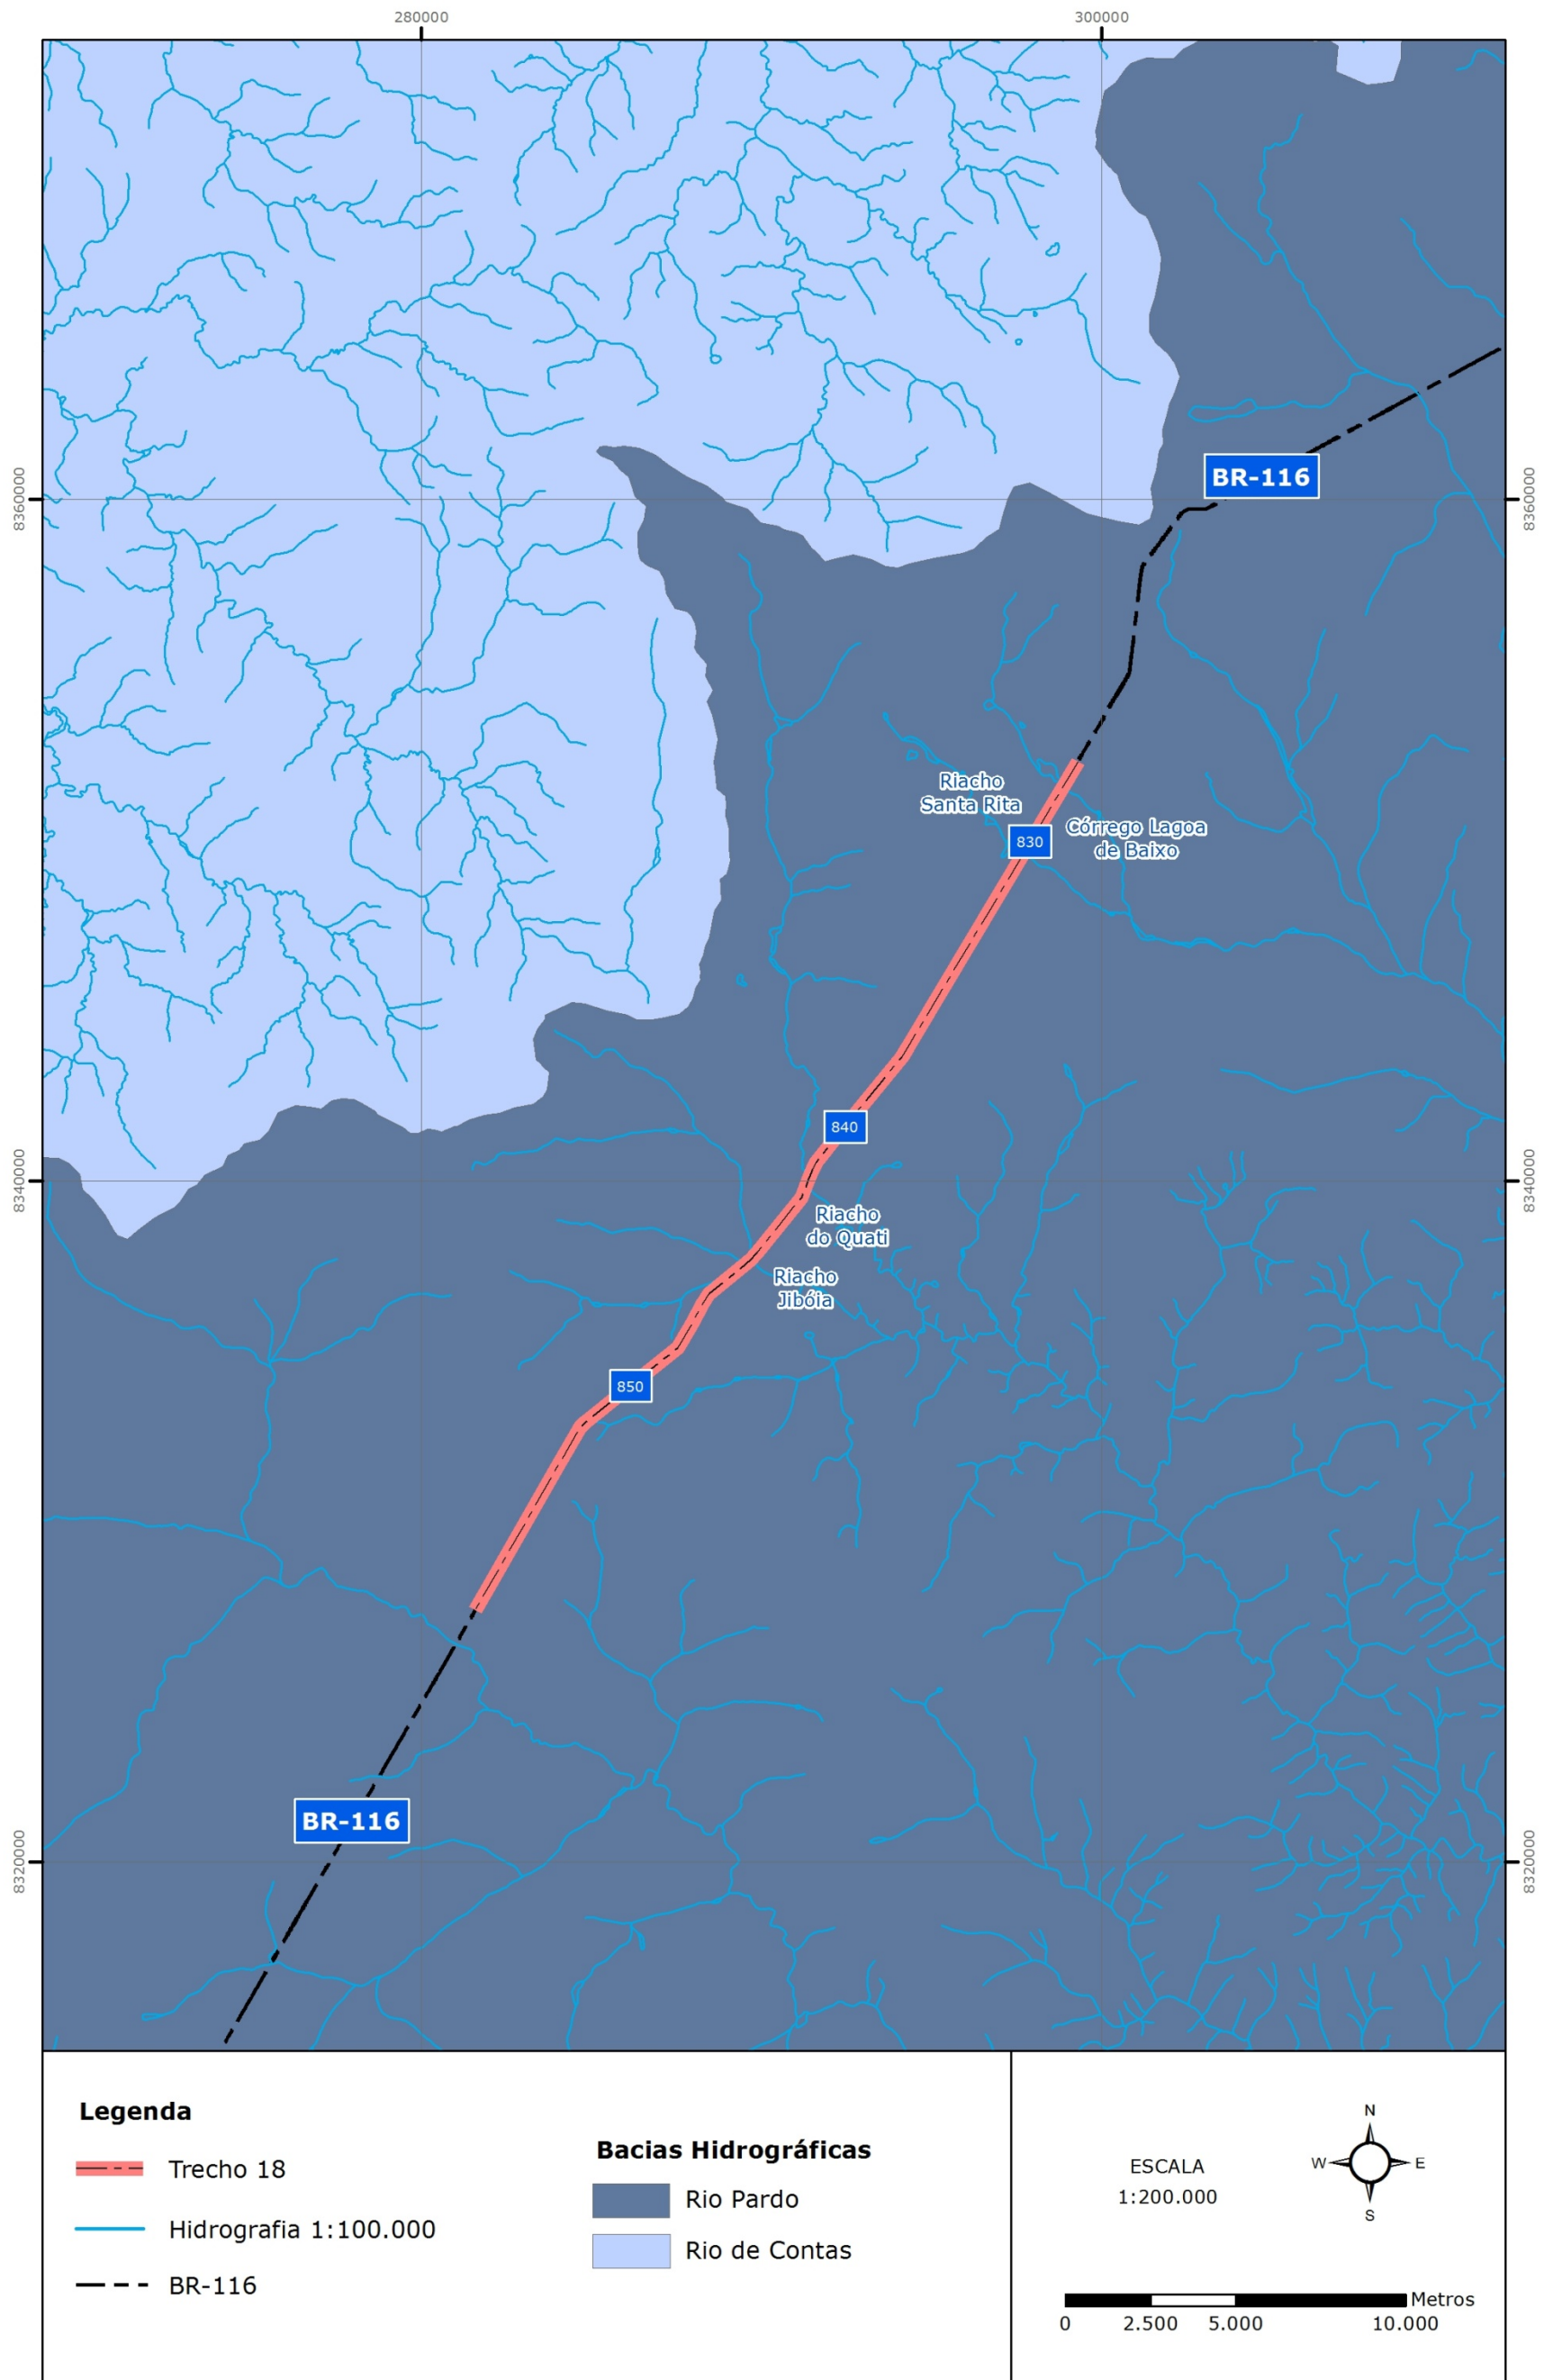 280000
300000
8360000
8360000
BR-116
Riacho
Santa Rita
Córrego Lagoa
de Baixo
830
840
8340000
8340000
Riacho
do Quati
Riacho
Jibóia
850
BR-116
8320000
8320000
Legenda
Trecho 18
Hidrografia 1:100.000
BR-116
Bacias Hidrográficas
Rio Pardo
Rio de Contas
ESCALA
1:200.000
N
W
E
S
Metros
0
2.500
5.000
10.000